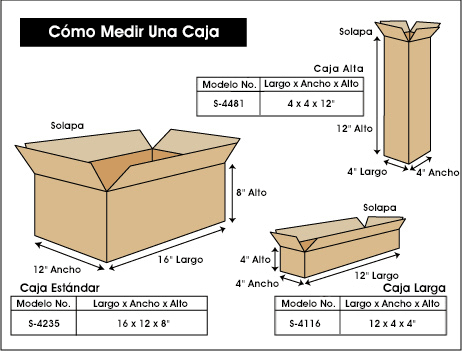 Cómo Medir Una Caja
Solapa
Caja Alta
Modelo No. Largo x Ancho x Alto
S-4481 4 x 4 x 12"
12" Alto
4" Largo
4" Ancho
Solapa
8" Alto
12" Ancho
16" Largo
Caja Estándar
Modelo No. Largo x Ancho x Alto
S-4235 16 x 12 x 8"
Solapa
4" Alto
4" Ancho
12" Largo
Caja Larga
Modelo No. Largo x Ancho x Alto
S-4116 12 x 4 x 4"